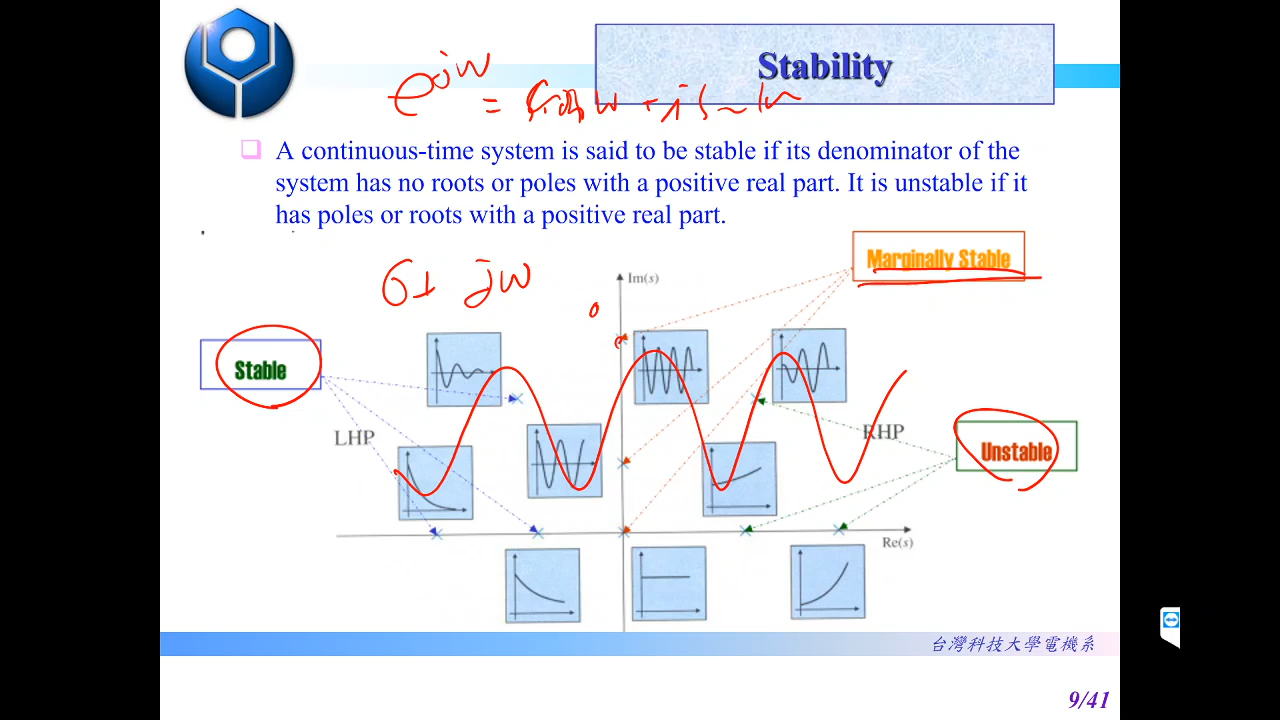 Stability
e^jw
= cos w + j sin w
A continuous-time system is said to be stable if its denominator of the
system has no roots or poles with a positive real part. It is unstable if it
has poles or roots with a positive real part.
Marginally Stable
σ± jw
Im(s)
0
Stable
LHP
RHP
Unstable
Re(s)
台灣科技大學電機系
9/41